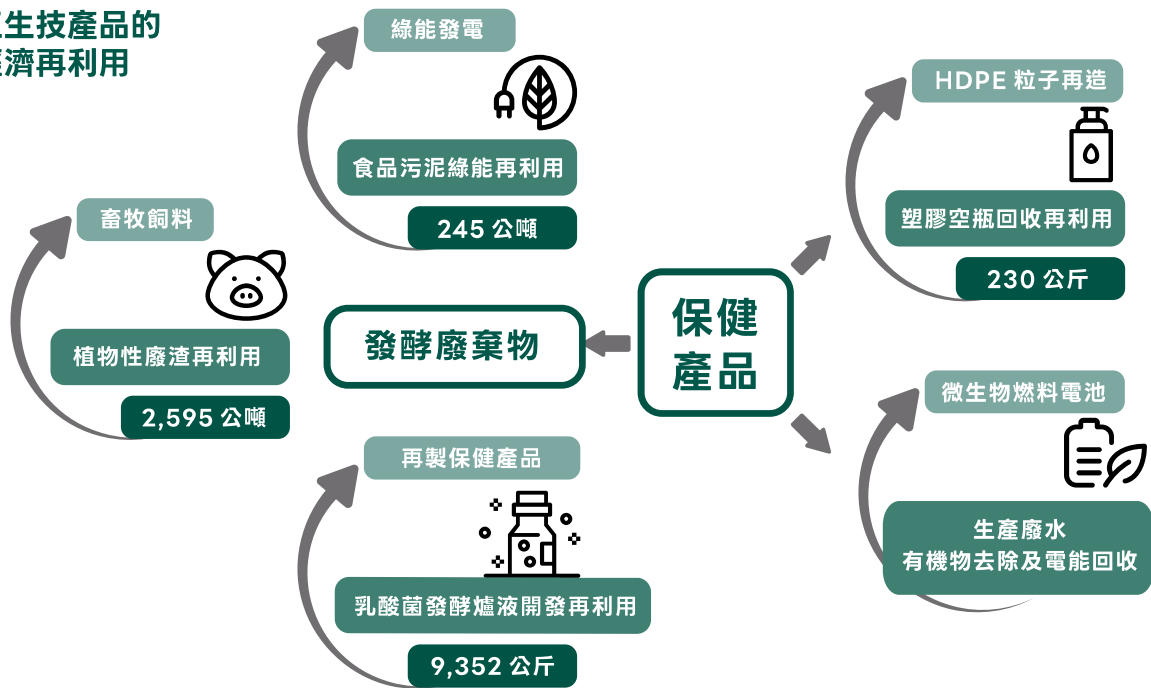 生技產品的
濟再利用
綠能發電
食品污泥綠能再利用
245 公噸
HDPE 粒子再造
塑膠空瓶回收再利用
230 公斤
畜牧飼料
植物性廢渣再利用
2,595 公噸
發酵廢棄物
保健
產品
微生物燃料電池
生產廢水
有機物去除及電能回收
再製保健產品
乳酸菌發酵爐液開發再利用
9,352 公斤